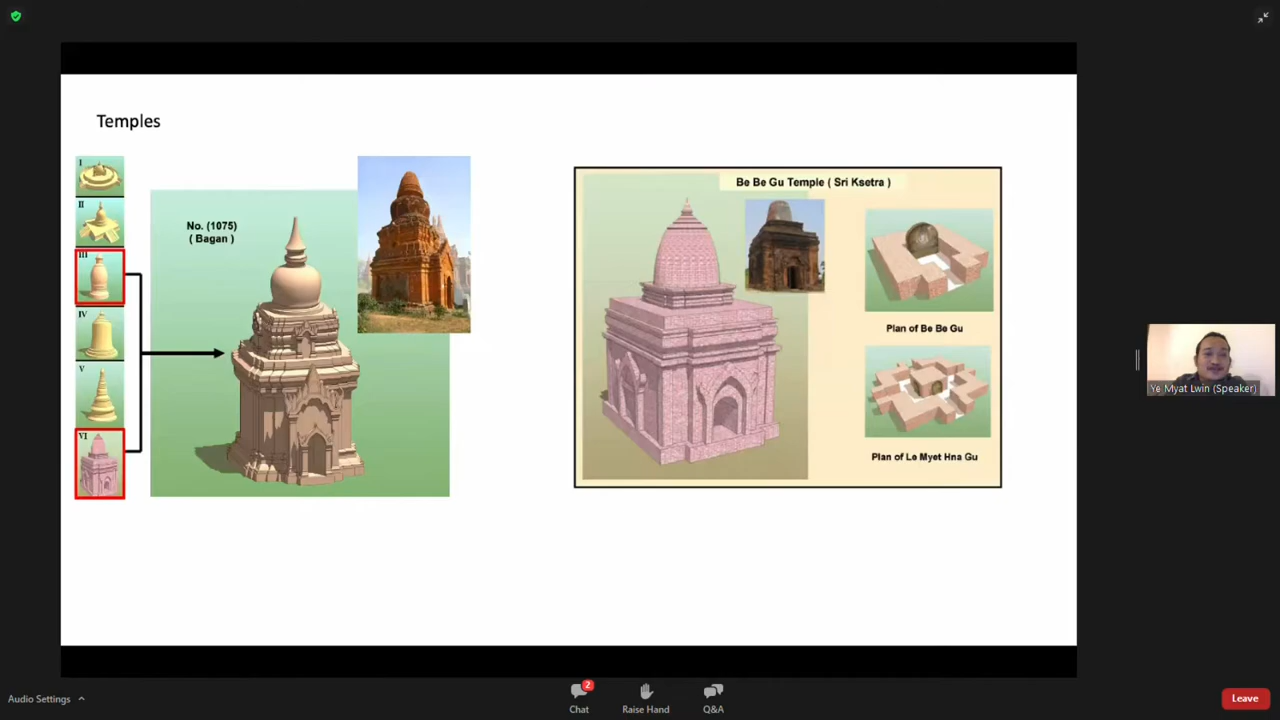 Temples
I
II
III
IV
V
VI
No. (1075)
( Bagan )
Be Be Gu Temple ( Sri Ksetra )
Plan of Be Be Gu
Plan of Le Myet Hna Gu
Ye Myat Lwin (Speaker)
Audio Settings
2
Chat
Raise Hand
Q&A
Leave